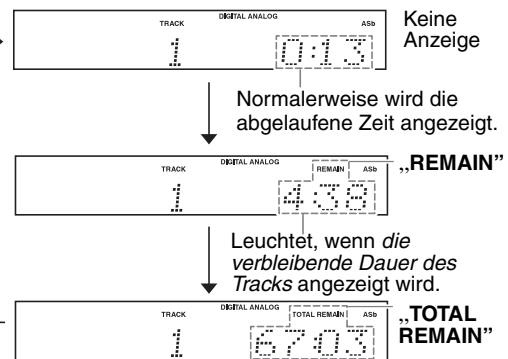 TRACK DIGITAL ANALOG ASb
1 0:13
Keine
Anzeige
Normalerweise wird die
abgelaufene Zeit angezeigt.
TRACK DIGITAL ANALOG REMAIN ASb
1 4:38
„REMAIN”
Leuchtet, wenn die
verbleibende Dauer des
Tracks angezeigt wird.
TRACK DIGITAL ANALOG TOTAL REMAIN ASb
1 67:03
„TOTAL
REMAIN”